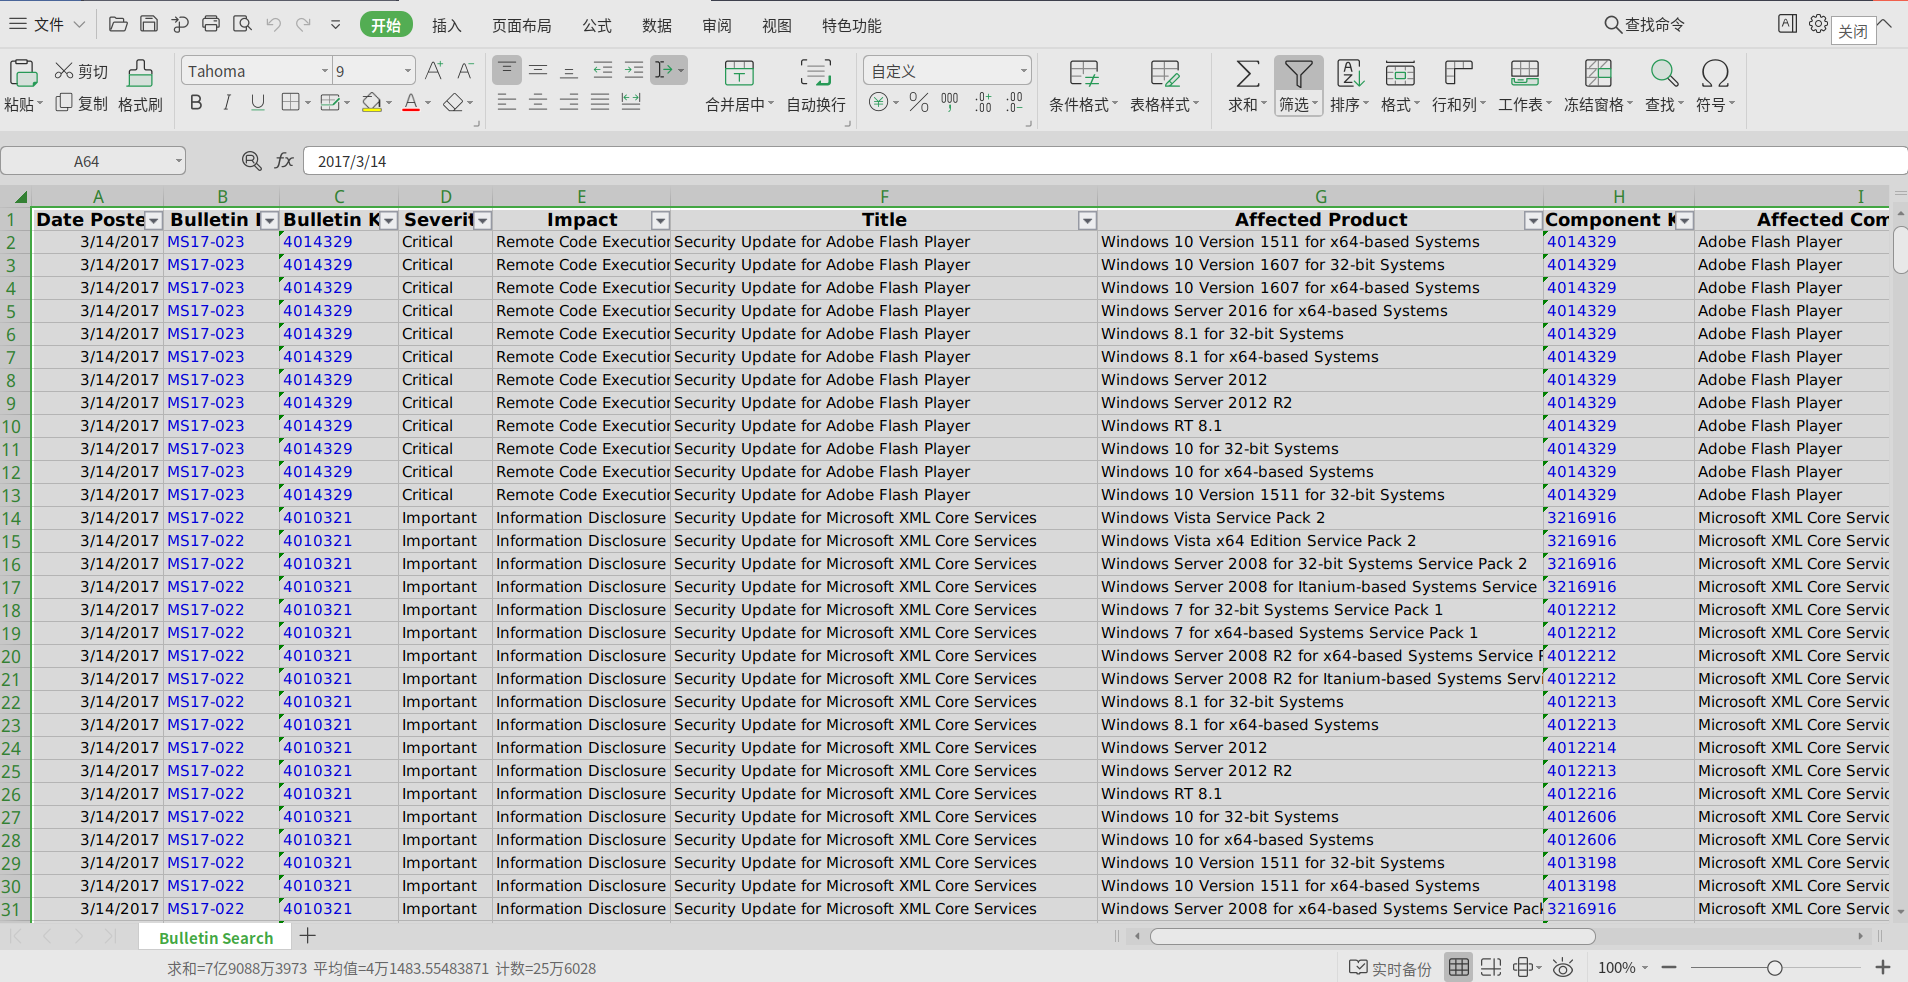 文件 开始 插入 页面布局 公式 数据 审阅 视图 特色功能 查找命令 关闭
粘贴 剪切 复制 格式刷 Tahoma 9 合并居中 自动换行 自定义 条件格式 表格样式 求和 筛选 排序 格式 行和列 工作表 冻结窗格 查找 符号
A64 fx 2017/3/14
A B C D E F G H I
1 Date Poste Bulletin I Bulletin K Severit Impact Title Affected Product Component K Affected Com
2 3/14/2017 MS17-023 4014329 Critical Remote Code Execution Security Update for Adobe Flash Player Windows 10 Version 1511 for x64-based Systems 4014329 Adobe Flash Player
3 3/14/2017 MS17-023 4014329 Critical Remote Code Execution Security Update for Adobe Flash Player Windows 10 Version 1607 for 32-bit Systems 4014329 Adobe Flash Player
4 3/14/2017 MS17-023 4014329 Critical Remote Code Execution Security Update for Adobe Flash Player Windows 10 Version 1607 for x64-based Systems 4014329 Adobe Flash Player
5 3/14/2017 MS17-023 4014329 Critical Remote Code Execution Security Update for Adobe Flash Player Windows Server 2016 for x64-based Systems 4014329 Adobe Flash Player
6 3/14/2017 MS17-023 4014329 Critical Remote Code Execution Security Update for Adobe Flash Player Windows 8.1 for 32-bit Systems 4014329 Adobe Flash Player
7 3/14/2017 MS17-023 4014329 Critical Remote Code Execution Security Update for Adobe Flash Player Windows 8.1 for x64-based Systems 4014329 Adobe Flash Player
8 3/14/2017 MS17-023 4014329 Critical Remote Code Execution Security Update for Adobe Flash Player Windows Server 2012 4014329 Adobe Flash Player
9 3/14/2017 MS17-023 4014329 Critical Remote Code Execution Security Update for Adobe Flash Player Windows Server 2012 R2 4014329 Adobe Flash Player
10 3/14/2017 MS17-023 4014329 Critical Remote Code Execution Security Update for Adobe Flash Player Windows RT 8.1 4014329 Adobe Flash Player
11 3/14/2017 MS17-023 4014329 Critical Remote Code Execution Security Update for Adobe Flash Player Windows 10 for 32-bit Systems 4014329 Adobe Flash Player
12 3/14/2017 MS17-023 4014329 Critical Remote Code Execution Security Update for Adobe Flash Player Windows 10 for x64-based Systems 4014329 Adobe Flash Player
13 3/14/2017 MS17-023 4014329 Critical Remote Code Execution Security Update for Adobe Flash Player Windows 10 Version 1511 for 32-bit Systems 4014329 Adobe Flash Player
14 3/14/2017 MS17-022 4010321 Important Information Disclosure Security Update for Microsoft XML Core Services Windows Vista Service Pack 2 3216916 Microsoft XML Core Servic
15 3/14/2017 MS17-022 4010321 Important Information Disclosure Security Update for Microsoft XML Core Services Windows Vista x64 Edition Service Pack 2 3216916 Microsoft XML Core Servic
16 3/14/2017 MS17-022 4010321 Important Information Disclosure Security Update for Microsoft XML Core Services Windows Server 2008 for 32-bit Systems Service Pack 2 3216916 Microsoft XML Core Servic
17 3/14/2017 MS17-022 4010321 Important Information Disclosure Security Update for Microsoft XML Core Services Windows Server 2008 for Itanium-based Systems Service 3216916 Microsoft XML Core Servic
18 3/14/2017 MS17-022 4010321 Important Information Disclosure Security Update for Microsoft XML Core Services Windows 7 for 32-bit Systems Service Pack 1 4012212 Microsoft XML Core Servic
19 3/14/2017 MS17-022 4010321 Important Information Disclosure Security Update for Microsoft XML Core Services Windows 7 for x64-based Systems Service Pack 1 4012212 Microsoft XML Core Servic
20 3/14/2017 MS17-022 4010321 Important Information Disclosure Security Update for Microsoft XML Core Services Windows Server 2008 R2 for x64-based Systems Service P 4012212 Microsoft XML Core Servic
21 3/14/2017 MS17-022 4010321 Important Information Disclosure Security Update for Microsoft XML Core Services Windows Server 2008 R2 for Itanium-based Systems Servi 4012212 Microsoft XML Core Servic
22 3/14/2017 MS17-022 4010321 Important Information Disclosure Security Update for Microsoft XML Core Services Windows 8.1 for 32-bit Systems 4012213 Microsoft XML Core Servic
23 3/14/2017 MS17-022 4010321 Important Information Disclosure Security Update for Microsoft XML Core Services Windows 8.1 for x64-based Systems 4012213 Microsoft XML Core Servic
24 3/14/2017 MS17-022 4010321 Important Information Disclosure Security Update for Microsoft XML Core Services Windows Server 2012 4012214 Microsoft XML Core Servic
25 3/14/2017 MS17-022 4010321 Important Information Disclosure Security Update for Microsoft XML Core Services Windows Server 2012 R2 4012213 Microsoft XML Core Servic
26 3/14/2017 MS17-022 4010321 Important Information Disclosure Security Update for Microsoft XML Core Services Windows RT 8.1 4012216 Microsoft XML Core Servic
27 3/14/2017 MS17-022 4010321 Important Information Disclosure Security Update for Microsoft XML Core Services Windows 10 for 32-bit Systems 4012606 Microsoft XML Core Servic
28 3/14/2017 MS17-022 4010321 Important Information Disclosure Security Update for Microsoft XML Core Services Windows 10 for x64-based Systems 4012606 Microsoft XML Core Servic
29 3/14/2017 MS17-022 4010321 Important Information Disclosure Security Update for Microsoft XML Core Services Windows 10 Version 1511 for 32-bit Systems 4013198 Microsoft XML Core Servic
30 3/14/2017 MS17-022 4010321 Important Information Disclosure Security Update for Microsoft XML Core Services Windows 10 Version 1511 for x64-based Systems 4013198 Microsoft XML Core Servic
31 3/14/2017 MS17-022 4010321 Important Information Disclosure Security Update for Microsoft XML Core Services Windows Server 2008 for x64-based Systems Service Pack 3216916 Microsoft XML Core Servic
Bulletin Search
求和=7亿9088万3973 平均值=4万1483.55483871 计数=25万6028 实时备份 100%